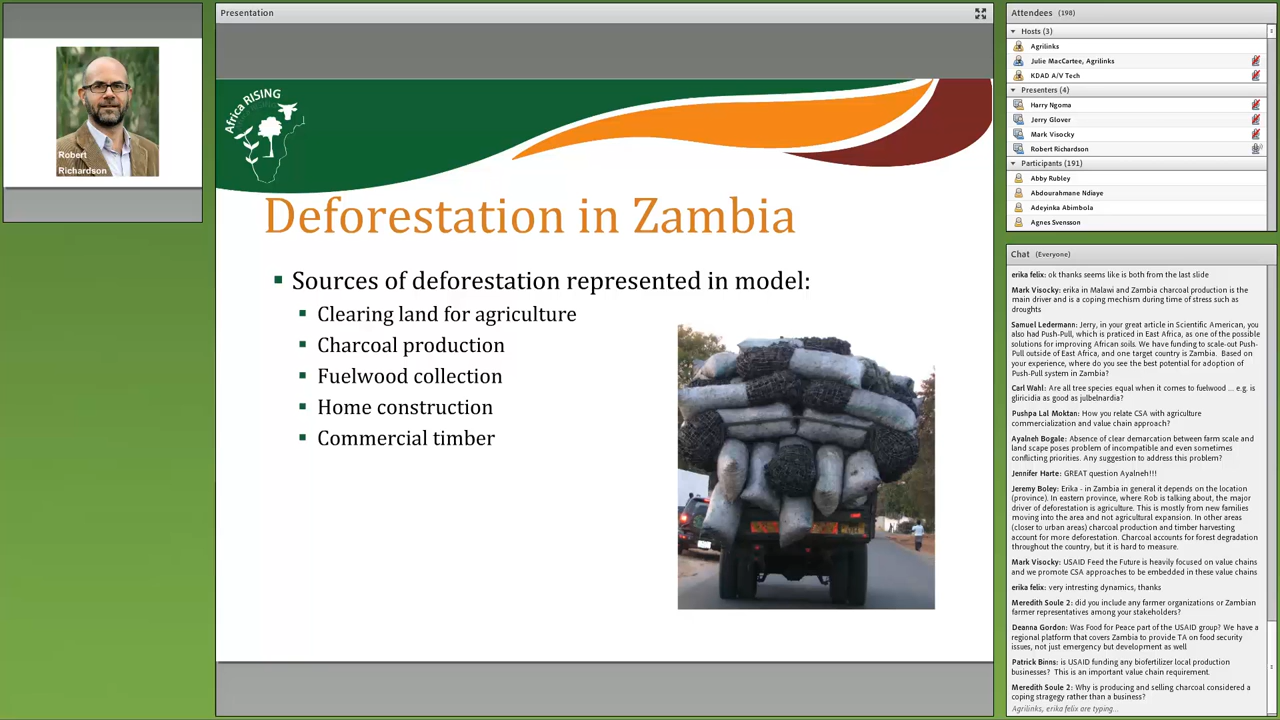 Robert
Richardson
Presentation
Africa RISING
Deforestation in Zambia
Sources of deforestation represented in model:
Clearing land for agriculture
Charcoal production
Fuelwood collection
Home construction
Commercial timber
Attendees (198)
Hosts (3)
Agrilinks
Julie MacCartee, Agrilinks
KDAD A/V Tech
Presenters (4)
Harry Ngoma
Jerry Glover
Mark Visocky
Robert Richardson
Participants (191)
Abby Rubley
Abdourahmane Ndiaye
Adeyinka Abimbola
Agnes Svensson
Chat (Everyone)
erika felix: ok thanks seems like is both from the last slide
Mark Visocky: erika in Malawi and Zambia charcoal production is the
main driver and is a coping mechism during time of stress such as
droughts
Samuel Ledermann: Jerry, in your great article in Scientific American, you
also had Push-Pull, which is praticed in East Africa, as one of the possible
solutions for improving African soils. We have funding to scale-out Push-
Pull outside of East Africa, and one target country is Zambia. Based on
your experience, where do you see the best potential for adoption of
Push-Pull system in Zambia?
Carl Wahl: Are all tree species equal when it comes to fuelwood ... e.g. is
gliricidia as good as julbelnardia?
Pushpa Lal Moktan: How you relate CSA with agriculture
commercialization and value chain approach?
Ayalneh Bogale: Absence of clear demarcation between farm scale and
land scape poses problem of incompatible and even sometimes
conflicting priorities. Any suggestion to address this problem?
Jennifer Harte: GREAT question Ayalneh!!!
Jeremy Boley: Erika - in Zambia in general it depends on the location
(province). In eastern province, where Rob is talking about, the major
driver of deforestation is agriculture. This is mostly from new families
moving into the area and not agricultural expansion. In other areas
(closer to urban areas) charcoal production and timber harvesting
account for more deforestation. Charcoal accounts for forest degradation
throughout the country, but it is hard to measure.
Mark Visocky: USAID Feed the Future is heavily focused on value chains
and we promote CSA approaches to be embedded in these value chains
erika felix: very intresting dynamics, thanks
Meredith Soule 2: did you include any farmer organizations or Zambian
farmer representatives among your stakeholders?
Deanna Gordon: Was Food for Peace part of the USAID group? We have a
regional platform that covers Zambia to provide TA on food security
issues, not just emergency but development as well
Patrick Binns: is USAID funding any biofertilizer local production
businesses? This is an important value chain requirement.
Meredith Soule 2: Why is producing and selling charcoal considered a
coping stragegy rather than a business?
Agrilinks, erika felix are typing...